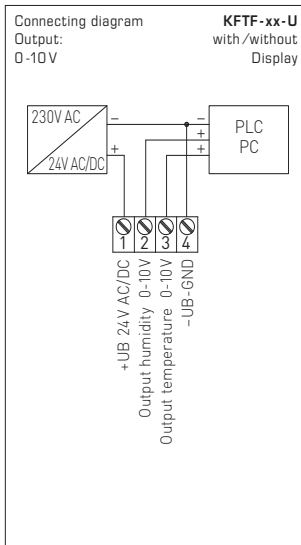 Connecting diagram
Output:
0-10 V
KFTF-xx-U
with/without
Display
230V AC
24V AC/DC
–
+
–
+
+
PLC
PC
1
2
3
4
+UB 24V AC/DC
Output humidity 0-10V
Output temperature 0-10V
–UB-GND